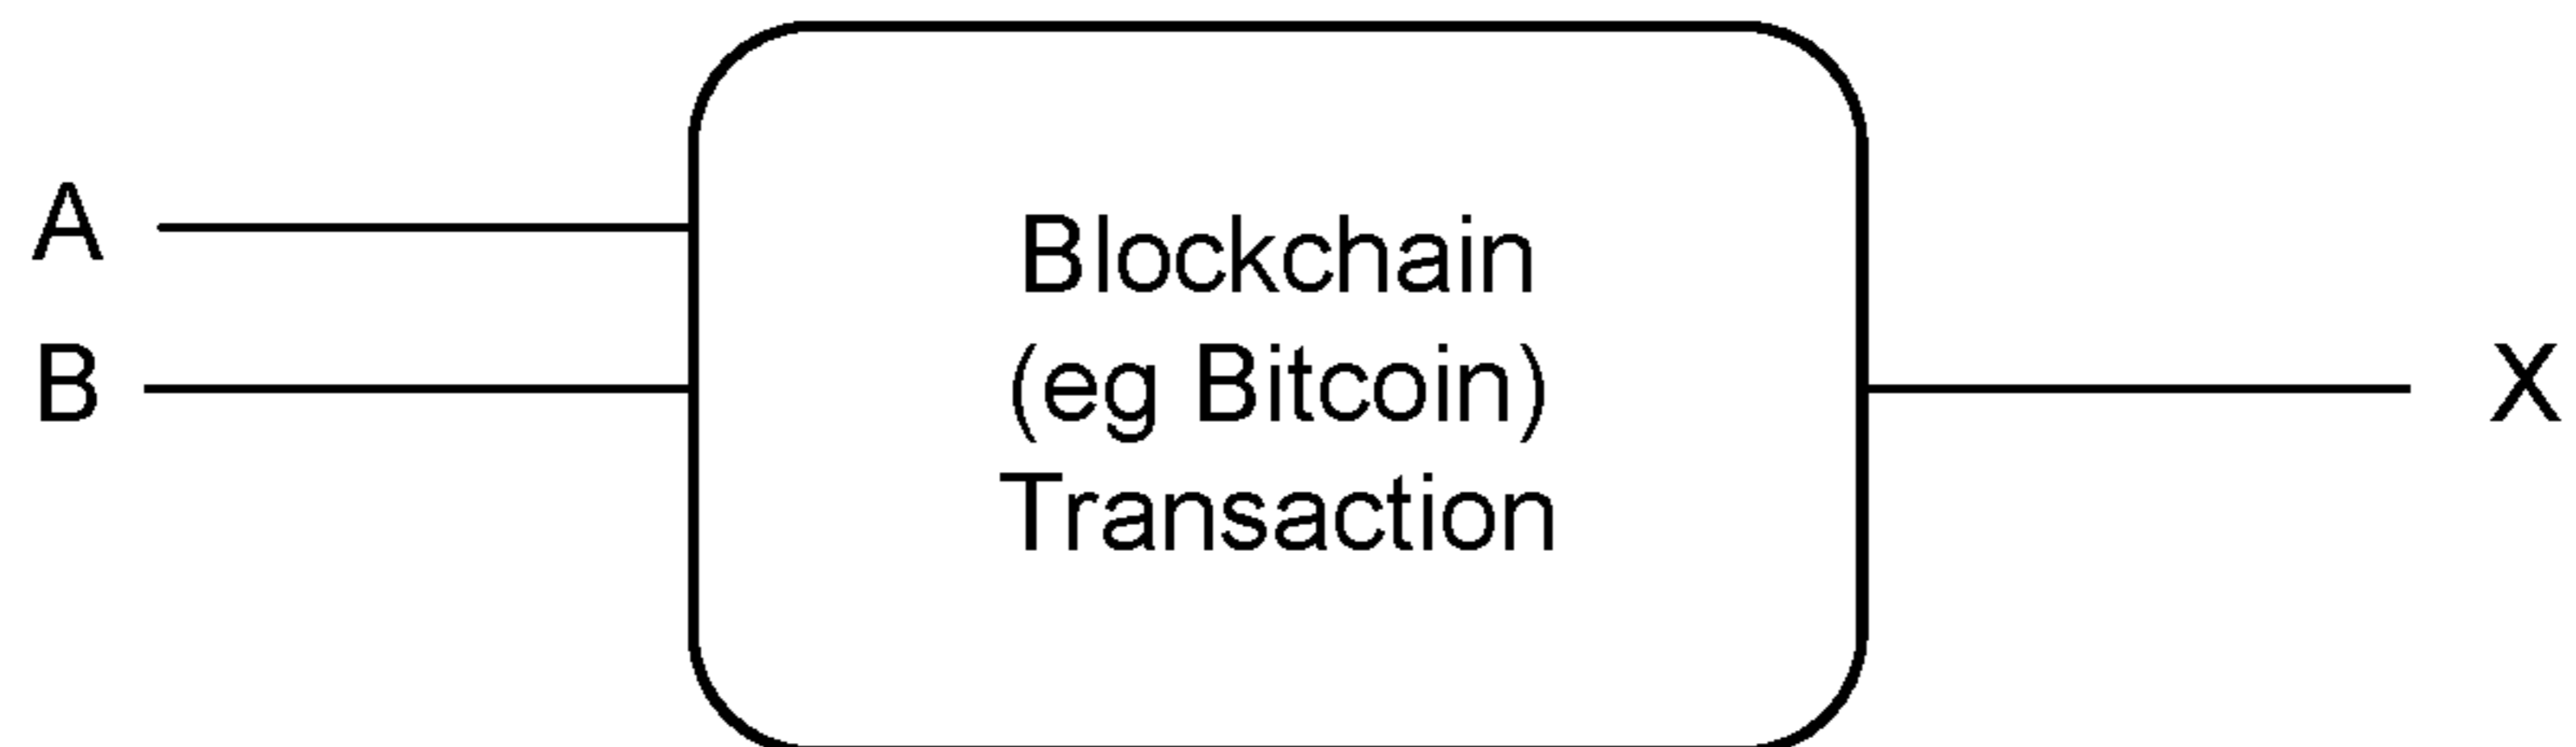 A
B
Blockchain
(eg Bitcoin)
Transaction
X